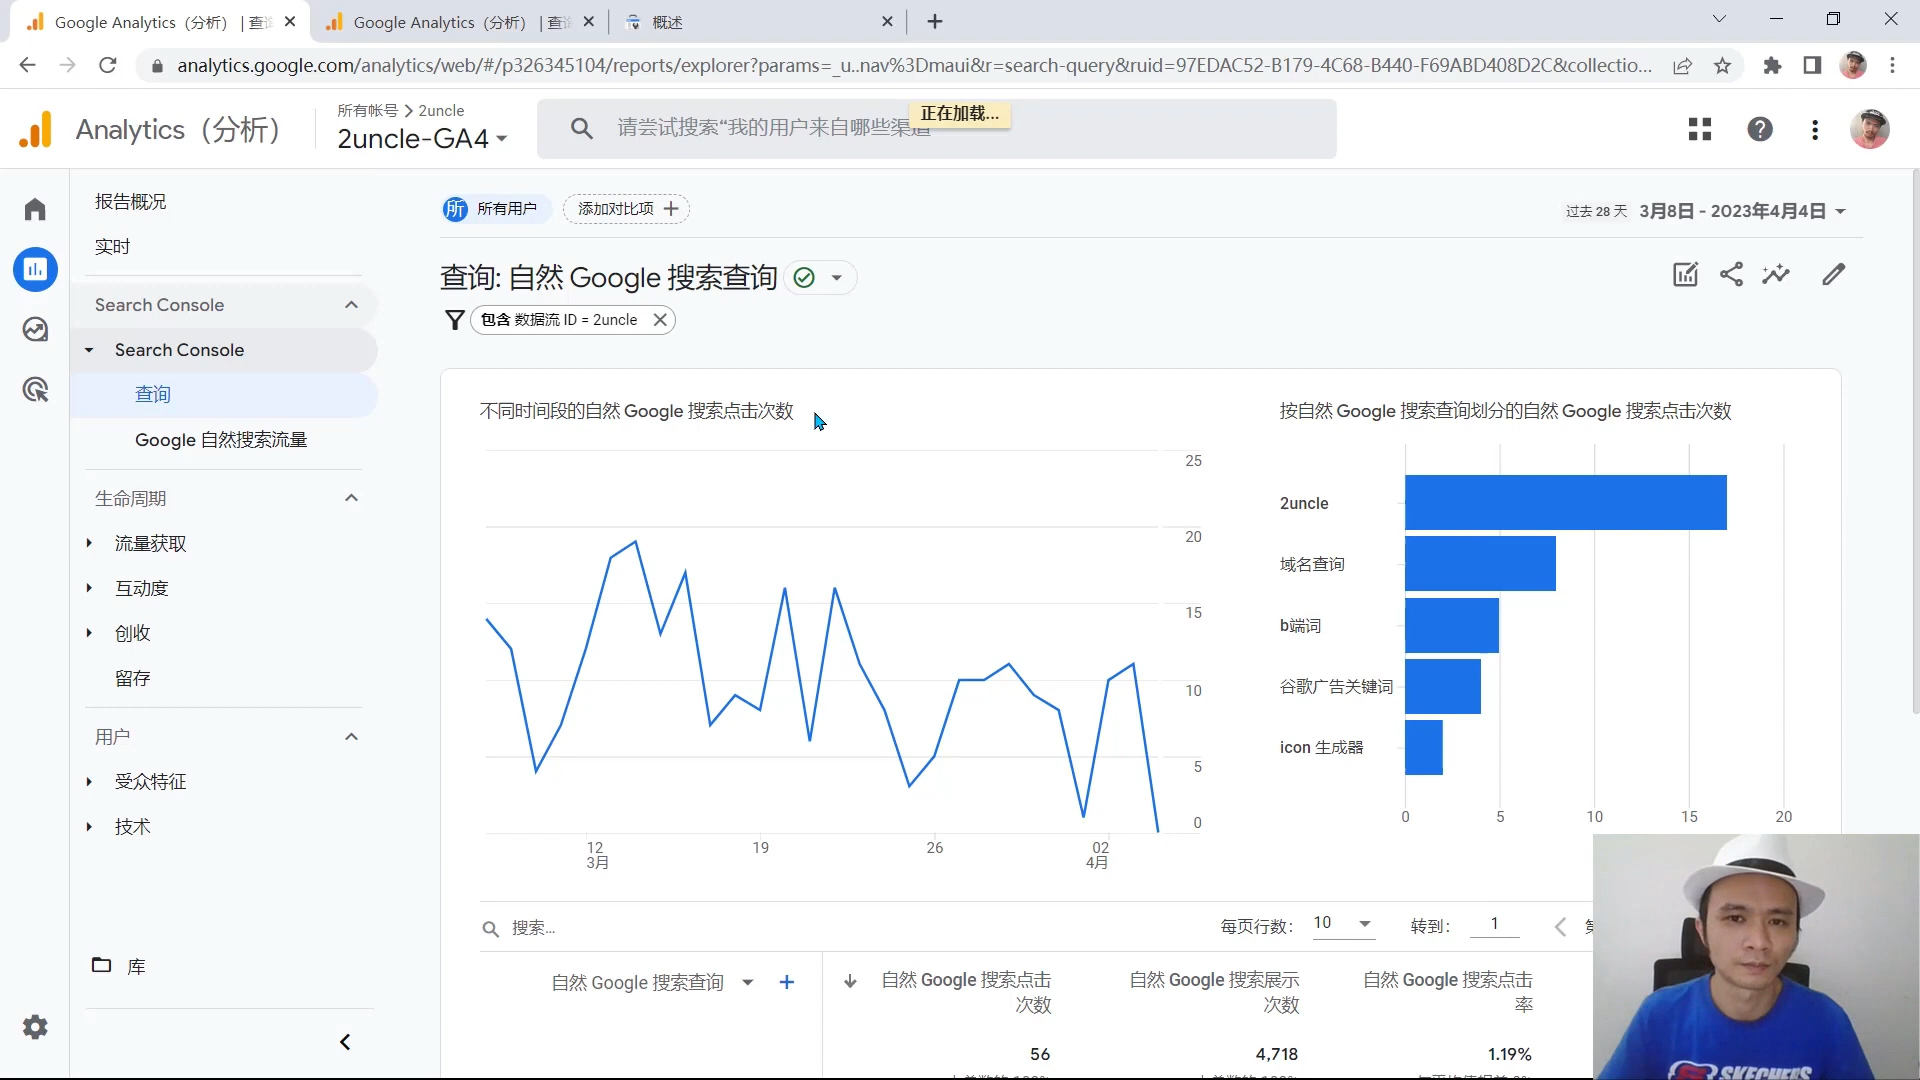 Google Analytics（分析）
Google Analytics（分析）
概述
analytics.google.com/analytics/web/#/p326345104/reports/explorer?params=_u..nav%3Dmaui&r=search-query&ruid=97EDAC52-B179-4C68-B440-F69ABD408D2C&collectio...
Analytics（分析）
所有帐号 > 2uncle
2uncle-GA4
请尝试搜索“我的用户来自哪些渠道
正在加载...
报告概况
实时
Search Console
Search Console
查询
Google 自然搜索流量
生命周期
流量获取
互动度
创收
留存
用户
受众特征
技术
库
所 所有用户
添加对比项
过去 28 天 3月8日 - 2023年4月4日
查询: 自然 Google 搜索查询
包含 数据流 ID = 2uncle
不同时间段的自然 Google 搜索点击次数
25
20
15
10
5
0
12
3月
19
26
02
4月
按自然 Google 搜索查询划分的自然 Google 搜索点击次数
2uncle
域名查询
b端词
谷歌广告关键词
icon 生成器
0 5 10 15 20
搜索...
每页行数： 10
转到： 1
自然 Google 搜索查询
自然 Google 搜索点击
次数
自然 Google 搜索展示
次数
自然 Google 搜索点击
率
56
4,718
1.19%
SKECHERS